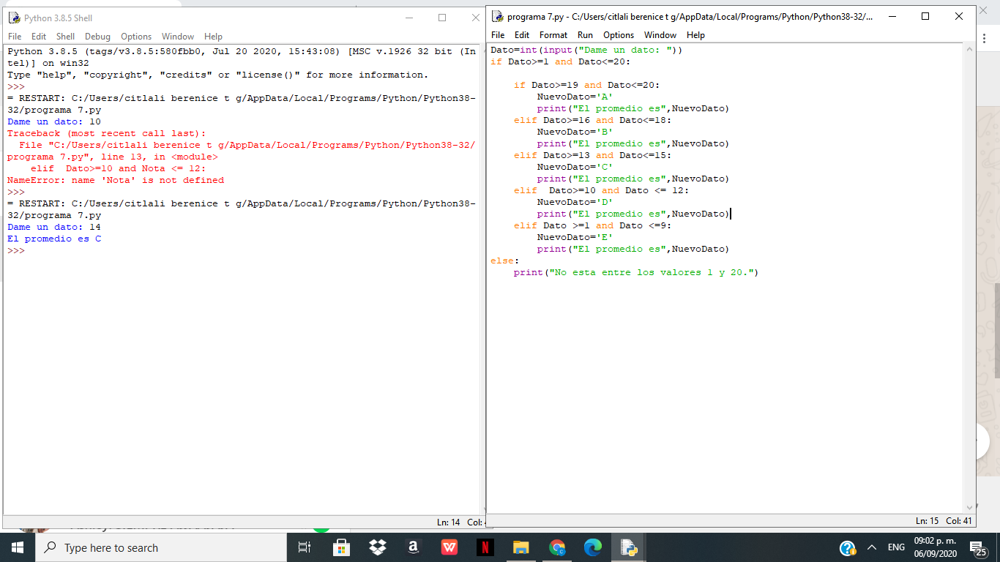 Python 3.8.5 Shell
File Edit Shell Debug Options Window Help
Python 3.8.5 (tags/v3.8.5:580fbb0, Jul 20 2020, 15:43:08) [MSC v.1926 32 bit (In
tel)] on win32
Type "help", "copyright", "credits" or "license()" for more information.
>>>
= RESTART: C:/Users/citlali berenice t g/AppData/Local/Programs/Python/Python38-
32/programa 7.py
Dame un dato: 10
Traceback (most recent call last):
  File "C:/Users/citlali berenice t g/AppData/Local/Programs/Python/Python38-32/
programa 7.py", line 13, in <module>
    elif  Dato>=10 and Nota <= 12:
NameError: name 'Nota' is not defined
>>>
= RESTART: C:/Users/citlali berenice t g/AppData/Local/Programs/Python/Python38-
32/programa 7.py
Dame un dato: 14
El promedio es C
>>>
Ln: 14 Col:
programa 7.py - C:/Users/citlali berenice t g/AppData/Local/Programs/Python/Python38-32/...
File Edit Format Run Options Window Help
Dato=int(input("Dame un dato: "))
if Dato>=1 and Dato<=20:
    if Dato>=19 and Dato<=20:
        NuevoDato='A'
        print("El promedio es",NuevoDato)
    elif Dato>=16 and Dato<=18:
        NuevoDato='B'
        print("El promedio es",NuevoDato)
    elif Dato>=13 and Dato<=15:
        NuevoDato='C'
        print("El promedio es",NuevoDato)
    elif  Dato>=10 and Dato <= 12:
        NuevoDato='D'
        print("El promedio es",NuevoDato)
    elif Dato >=1 and Dato <=9:
        NuevoDato='E'
        print("El promedio es",NuevoDato)
else:
    print("No esta entre los valores 1 y 20.")
Ln: 15 Col: 41
Type here to search
ENG
09:02 p. m.
06/09/2020
25